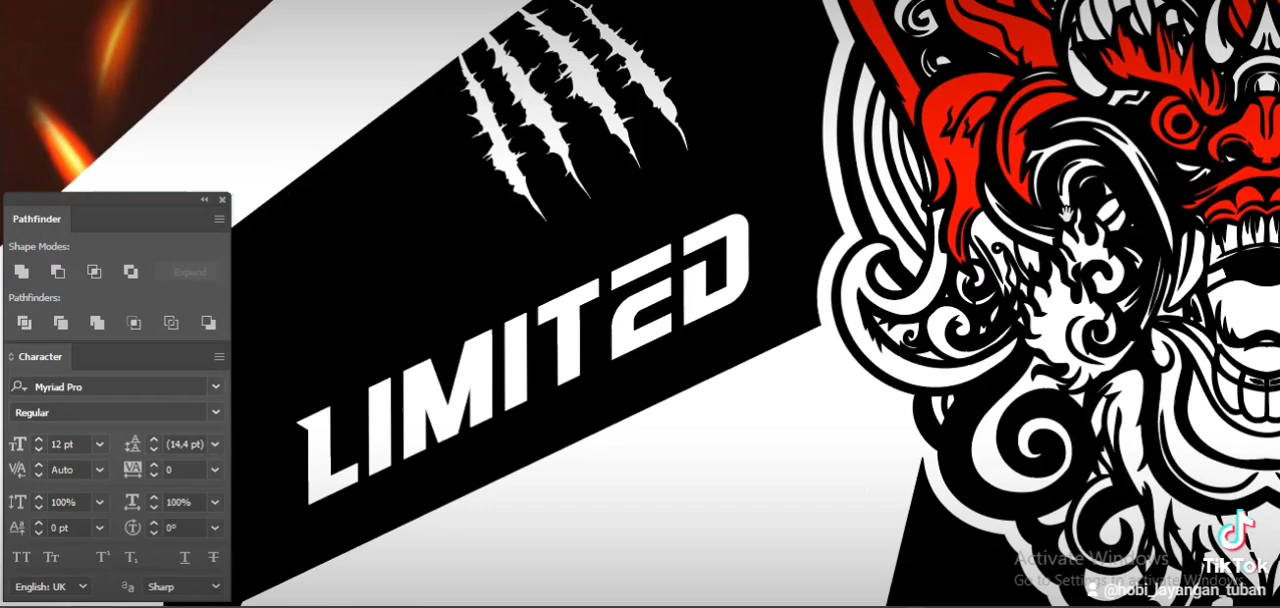 Pathfinder
Shape Modes:
Expand
Pathfinders:
Character
Myriad Pro
Regular
12 pt
(14,4 pt)
Auto
0
100%
100%
0 pt
0°
TT Tr T¹ T₁ T T
English: UK
aa
Sharp
LIMITED
Activate Windows
Go to Settings to activate Windows.
TikTok
@hobi_layangan_tuban